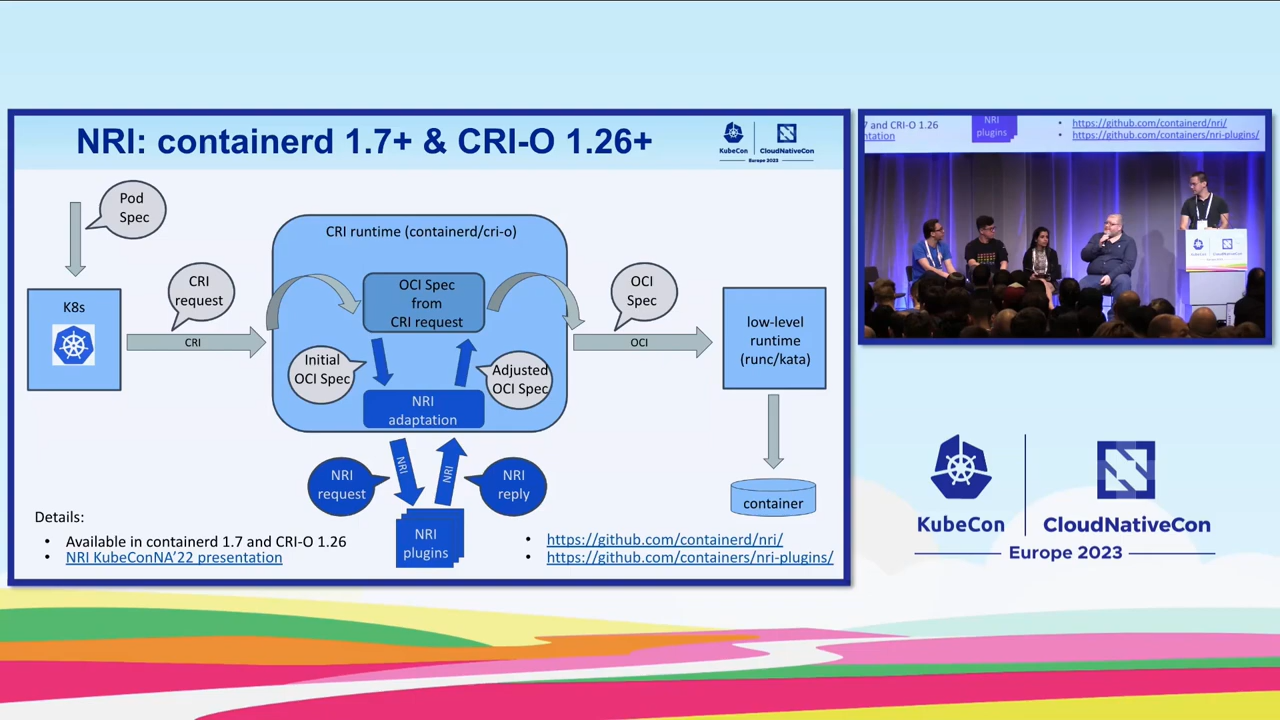 NRI: containerd 1.7+ & CRI-O 1.26+
KubeCon
CloudNativeCon
Europe 2023
Pod
Spec
K8s
CRI
request
CRI
CRI runtime (containerd/cri-o)
OCI Spec
from
CRI request
Initial
OCI Spec
Adjusted
OCI Spec
NRI
adaptation
OCI
Spec
OCI
low-level
runtime
(runc/kata)
container
NRI
request
NRI
NRI
NRI
reply
NRI
plugins
Details:
• Available in containerd 1.7 and CRI-O 1.26
• NRI KubeConNA’22 presentation
• https://github.com/containerd/nri/
• https://github.com/containers/nri-plugins/
7 and CRI-O 1.26
ntation
NRI
plugins
• https://github.com/containerd/nri/
• https://github.com/containers/nri-plugins/
KubeCon
CloudNativeCon
Europe 2023